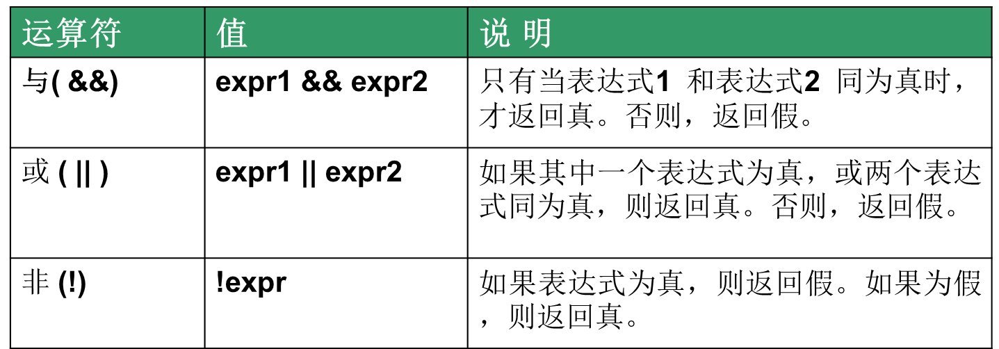 运算符 值 说 明
与( &&) expr1 && expr2 只有当表达式1 和表达式2 同为真时，
才返回真。否则，返回假。
或 ( || ) expr1 || expr2 如果其中一个表达式为真，或两个表达
式同为真，则返回真。否则，返回假。
非 (!) !expr 如果表达式为真，则返回假。如果为假
，则返回真。